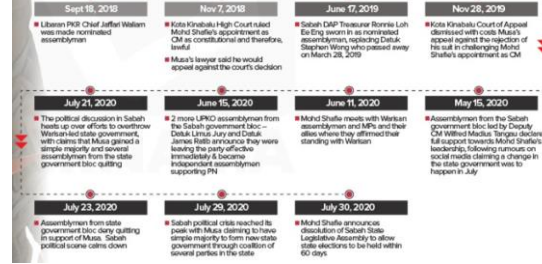 Sept 18, 2018
Liberan PKR Chief Jaffari Waliam
was made nominated
assemblyman
Nov 7, 2018
Kota Kinabalu High Court ruled
Mohd Shafie's appointment as
CM as constitutional and therefore,
lawful
Musa's lawyer said he would
appeal against the court's decision
June 17, 2019
Sabah DAP Treasurer Ronnie Loh
Ee Eng sworn in as nominated
assemblyman, replacing Datuk
Stephen Wong who passed away
on March 28, 2019
Nov 28, 2019
Kota Kinabalu Court of Appeal
dismissed with costs Musa's
appeal against the rejection of
his suit in challenging Mohd
Shafie's appointment as CM
July 21, 2020
The political discussion in Sabah
heats up over efforts to overthrow
Warisan-led state government,
with claims that Musa gained a
simple majority and several
assemblymen from the state
government bloc quitting
June 15, 2020
2 more UPKO assemblymen from
the Sabah government bloc –
Datuk Limus Jury and Datuk
James Ratib announce they were
leaving the party effective
immediately & became
independent assemblymen
supporting PN
June 11, 2020
Mohd Shafie meets with Warisan
assemblymen and MPs and their
allies where they affirmed their
standing with Warisan
May 15, 2020
Assemblymen from the Sabah
government bloc led by Deputy
CM Wilfred Madius Tangau declare
full support towards Mohd Shafie's
leadership, following rumours on
social media claiming a change in
the state government was to
happen in July
July 23, 2020
Assemblymen from state
government bloc deny quitting
in support of Musa. Sabah
political scene calms down
July 29, 2020
Sabah political crisis reached its
peak with Musa claiming to have
simple majority to form new state
government through coalition of
several parties in the state
July 30, 2020
Mohd Shafie announces
dissolution of Sabah State
Legislative Assembly to allow
state elections to be held within
60 days